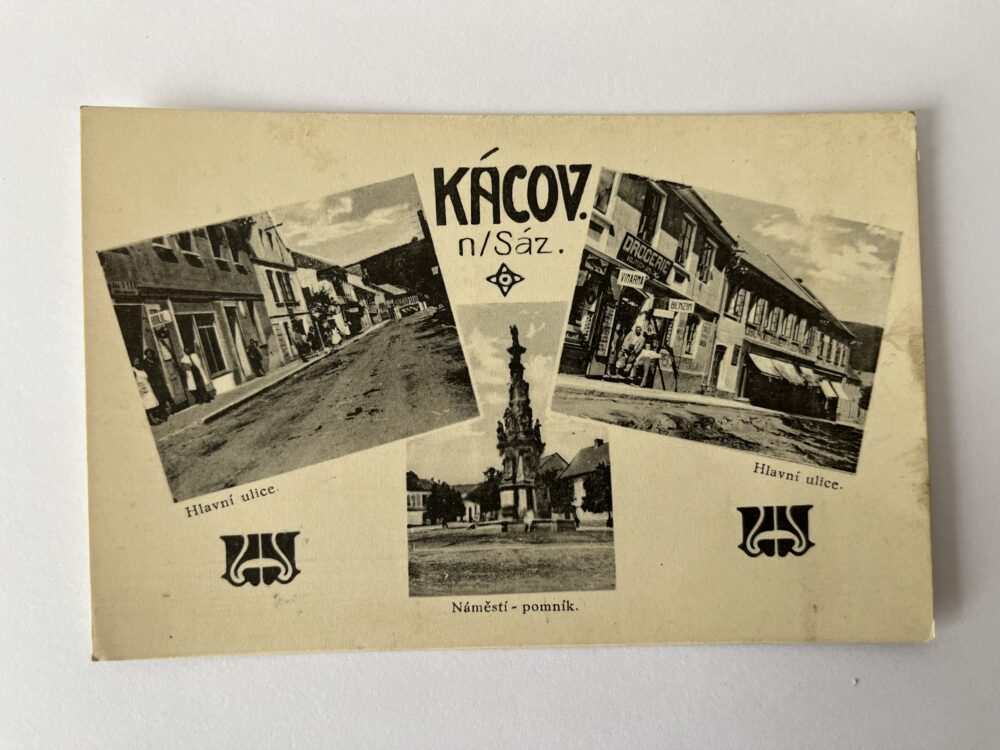 KÁCOV.
n/Sáz.
DROGERIE
VINÁRNA
BENZIN
Hlavní ulice.
Hlavní ulice.
Náměstí - pomník.